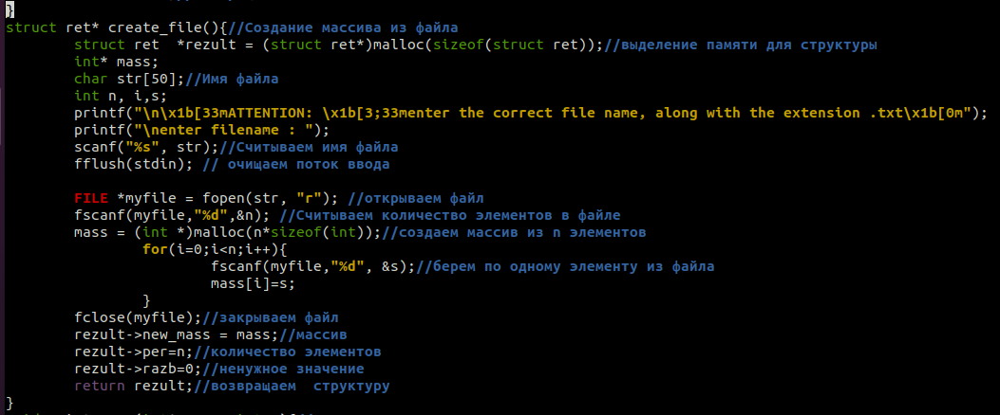 }
struct ret* create_file(){//Создание массива из файла
        struct ret  *rezult = (struct ret*)malloc(sizeof(struct ret));//выделение памяти для структуры
        int* mass;
        char str[50];//Имя файла
        int n, i,s;
        printf("\n\x1b[33mATTENTION: \x1b[3;33menter the correct file name, along with the extension .txt\x1b[0m");
        printf("\nenter filename : ");
        scanf("%s", str);//Считываем имя файла
        fflush(stdin); // очищаем поток ввода

        FILE *myfile = fopen(str, "r"); //открываем файл
        fscanf(myfile,"%d",&n); //Считываем количество элементов в файле
        mass = (int *)malloc(n*sizeof(int));//создаем массив из n элементов
                for(i=0;i<n;i++){
                        fscanf(myfile,"%d", &s);//берем по одному элементу из файла
                        mass[i]=s;
                }
        fclose(myfile);//закрываем файл
        rezult->new_mass = mass;//массив
        rezult->per=n;//количество элементов
        rezult->razb=0;//ненужное значение
        return rezult;//возвращаем  структуру
}